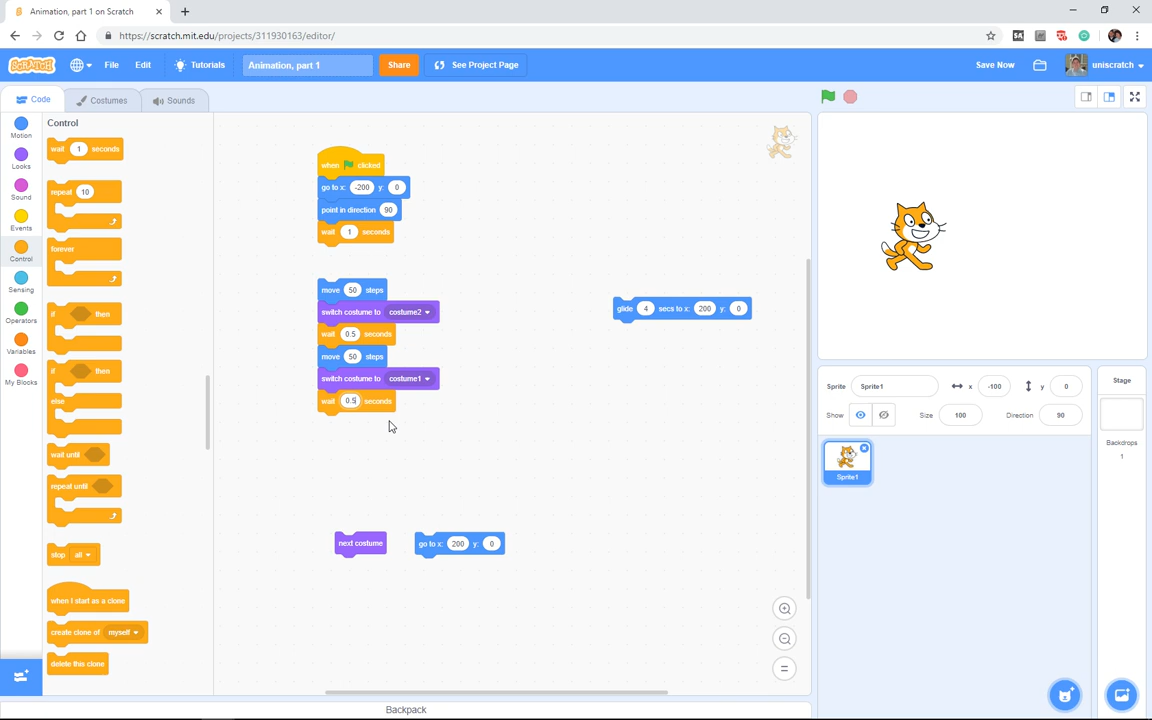 Animation, part 1 on Scratch
https://scratch.mit.edu/projects/311930163/editor/
SCRATCH File Edit Tutorials Animation, part 1 Share See Project Page Save Now uniscratch
Code Costumes Sounds
Motion
Looks
Sound
Events
Control
Sensing
Operators
Variables
My Blocks
Control
wait 1 seconds
repeat 10
forever
if then
if then
else
wait until
repeat until
stop all
when I start as a clone
create clone of myself
delete this clone
when clicked
go to x: -200 y: 0
point in direction 90
wait 1 seconds
move 50 steps
switch costume to costume2
wait 0.5 seconds
move 50 steps
switch costume to costume1
wait 0.5 seconds
glide 4 secs to x: 200 y: 0
next costume
go to x: 200 y: 0
Sprite Sprite1 x -100 y 0
Show Size 100 Direction 90
Sprite1
Stage
Backdrops
1
Backpack